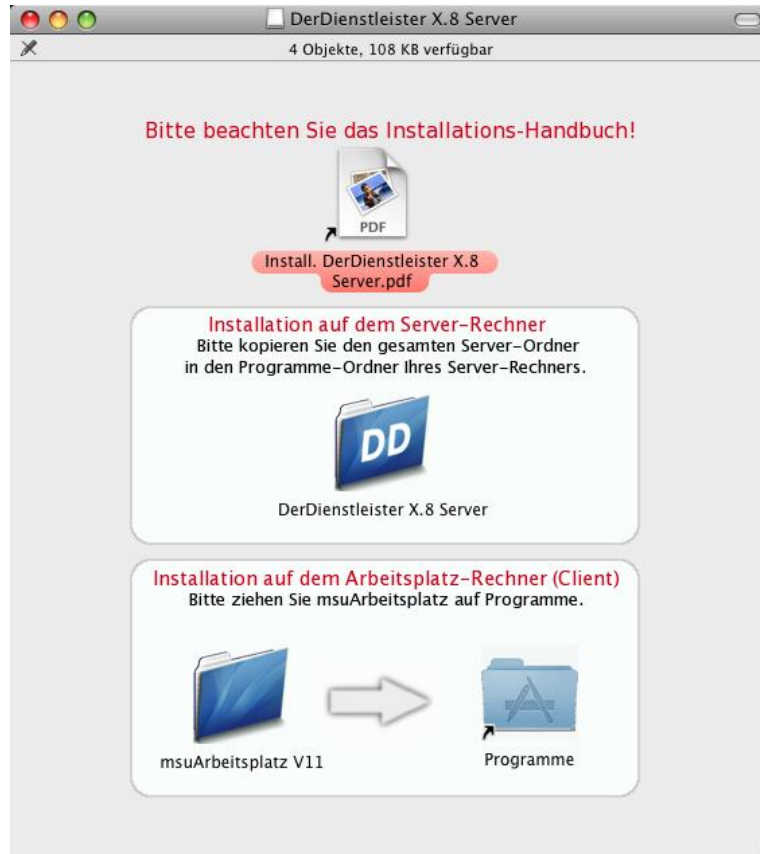 DerDienstleister X.8 Server
4 Objekte, 108 KB verfügbar
Bitte beachten Sie das Installations-Handbuch!
PDF
Install. DerDienstleister X.8
Server.pdf
Installation auf dem Server-Rechner
Bitte kopieren Sie den gesamten Server-Ordner
in den Programme-Ordner Ihres Server-Rechners.
DD
DerDienstleister X.8 Server
Installation auf dem Arbeitsplatz-Rechner (Client)
Bitte ziehen Sie msuArbeitsplatz auf Programme.
msuArbeitsplatz V11
Programme